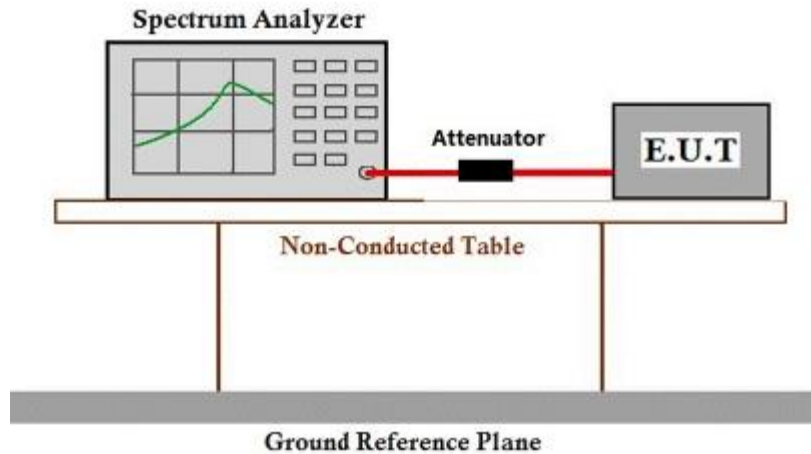 Spectrum Analyzer
Attenuator
E.U.T
Non-Conducted Table
Ground Reference Plane